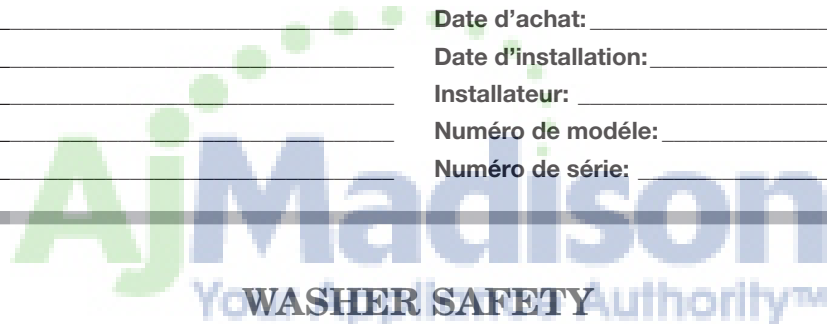 Date d'achat:
Date d'installation:
Installateur:
Numéro de modéle:
Numéro de série:
AjMadison
WASHER SAFETY
Your Appliance Authority™